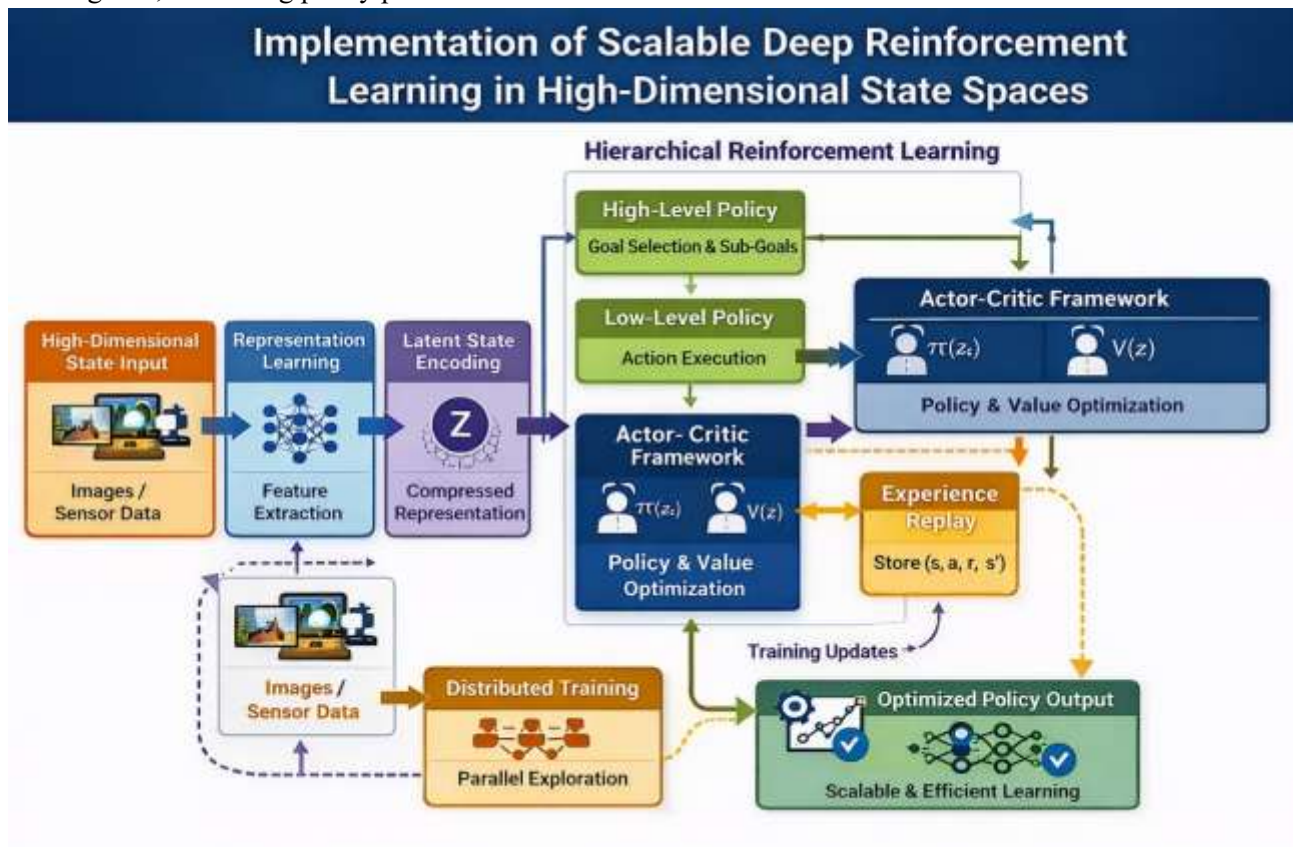 Implementation of Scalable Deep Reinforcement
Learning in High-Dimensional State Spaces
Hierarchical Reinforcement Learning
High-Level Policy
Goal Selection & Sub-Goals
Low-Level Policy
Action Execution
Actor-Critic Framework
π(zₜ)
V(z)
Policy & Value Optimization
High-Dimensional
State Input
Images /
Sensor Data
Representation
Learning
Feature
Extraction
Latent State
Encoding
Z
Compressed
Representation
Actor- Critic
Framework
π(zₜ)
V(z)
Policy & Value
Optimization
Experience
Replay
Store (s, a, r, s')
Training Updates
Images /
Sensor Data
Distributed Training
Parallel Exploration
Optimized Policy Output
Scalable & Efficient Learning